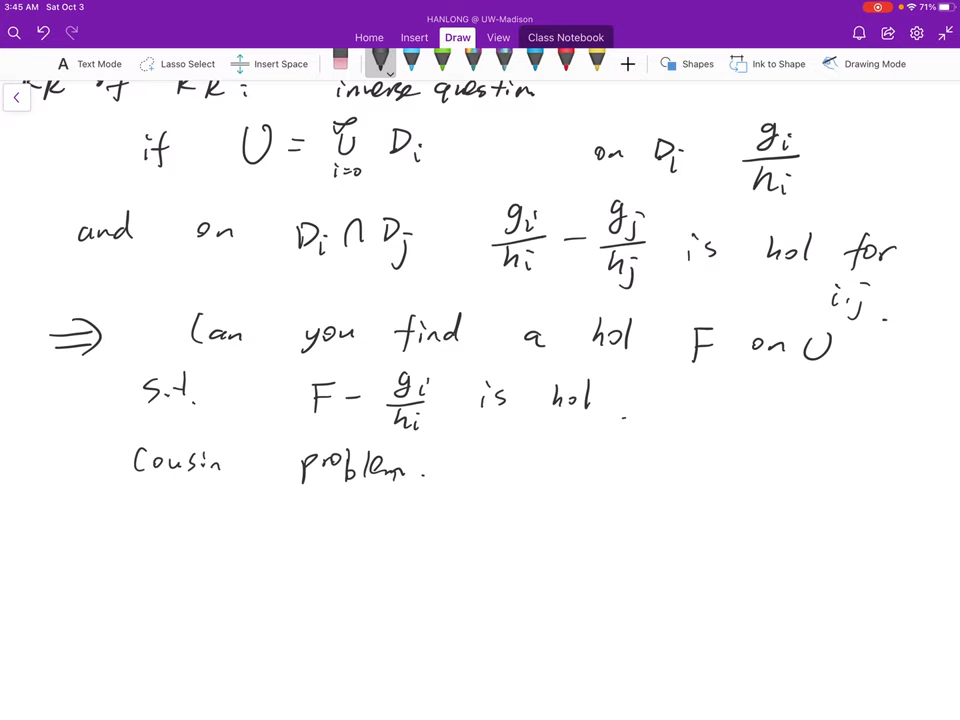 3:45 AM Sat Oct 3
71%
HANLONG @ UW-Madison
Home Insert Draw View Class Notebook
Text Mode Lasso Select Insert Space Shapes Ink to Shape Drawing Mode
of RR: inverse question
if U = ∪_{i=0} D_i on D_i g_i/h_i
and on D_i ∩ D_j g_i/h_i - g_j/h_j is hol for
i,j.
⇒ Can you find a hol F on U
s.t. F - g_i/h_i is hol.
Cousin problem.